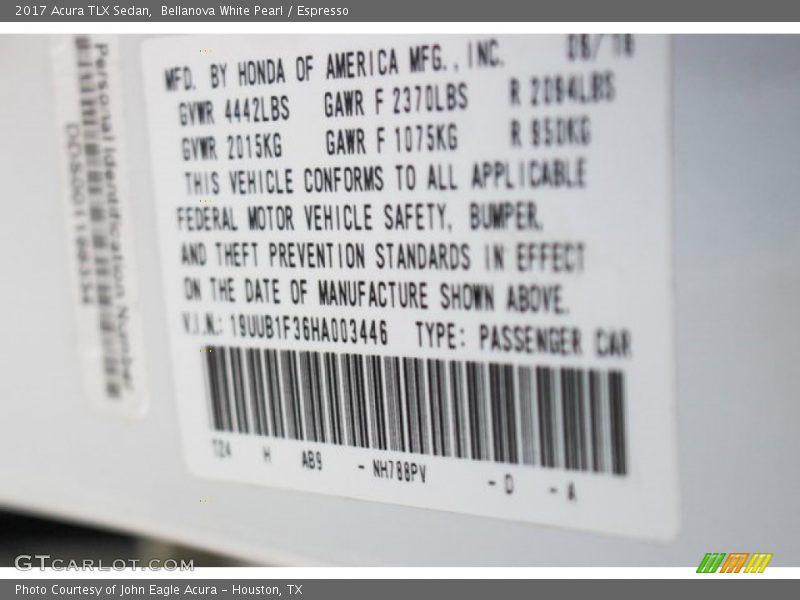 2017 Acura TLX Sedan, Bellanova White Pearl / Espresso
MFD. BY HONDA OF AMERICA MFG., INC. 08/16
GVWR 4442LBS GAWR F 2370LBS R 2094LBS
GVWR 2015KG GAWR F 1075KG R 950KG
THIS VEHICLE CONFORMS TO ALL APPLICABLE
FEDERAL MOTOR VEHICLE SAFETY, BUMPER,
AND THEFT PREVENTION STANDARDS IN EFFECT
ON THE DATE OF MANUFACTURE SHOWN ABOVE.
V.I.N.: 19UUB1F36HA003446 TYPE: PASSENGER CAR
TZ4 H AB9 - NH788PV - D - A
Personal Identification Number
GTCARLOT.COM
Photo Courtesy of John Eagle Acura - Houston, TX